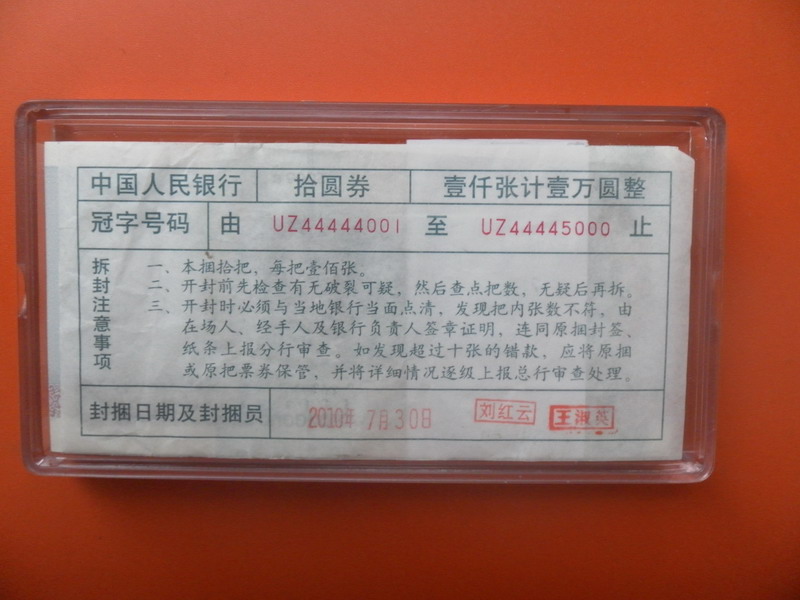 中国人民银行 拾圆券 壹仟张计壹万圆整
冠字号码 由 UZ44444001 至 UZ44445000 止
拆封注意事项
一、本捆拾把，每把壹佰张。
二、开封前先检查有无破裂可疑，然后查点把数，无疑后再拆。
三、开封时必须与当地银行当面点清，发现把内张数不符，由
在场人、经手人及银行负责人签章证明，连同原捆封签、
纸条上报分行审查。如发现超过十张的错款，应将原捆
或原把票券保管，并将详细情况逐级上报总行审查处理。
封捆日期及封捆员 2010年 7月30日 刘红云 王淑英